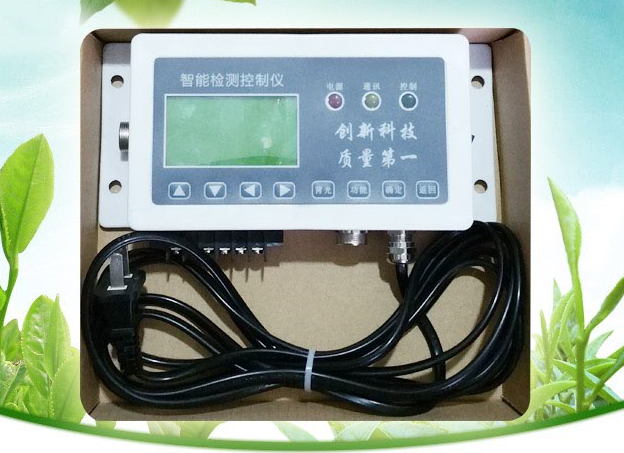 智能检测控制仪
电源 通讯 控制
创新科技
质量第一
背光 功能 确定 返回